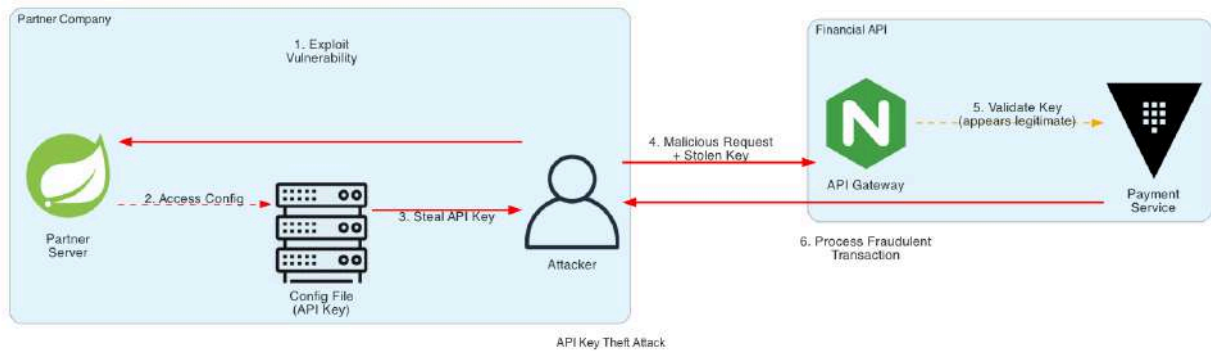 Partner Company
1. Exploit
Vulnerability
2. Access Config
3. Steal API Key
Partner
Server
Config File
(API Key)
Attacker
4. Malicious Request
+ Stolen Key
Financial API
N
5. Validate Key
(appears legitimate)
API Gateway
Payment
Service
6. Process Fraudulent
Transaction
API Key Theft Attack